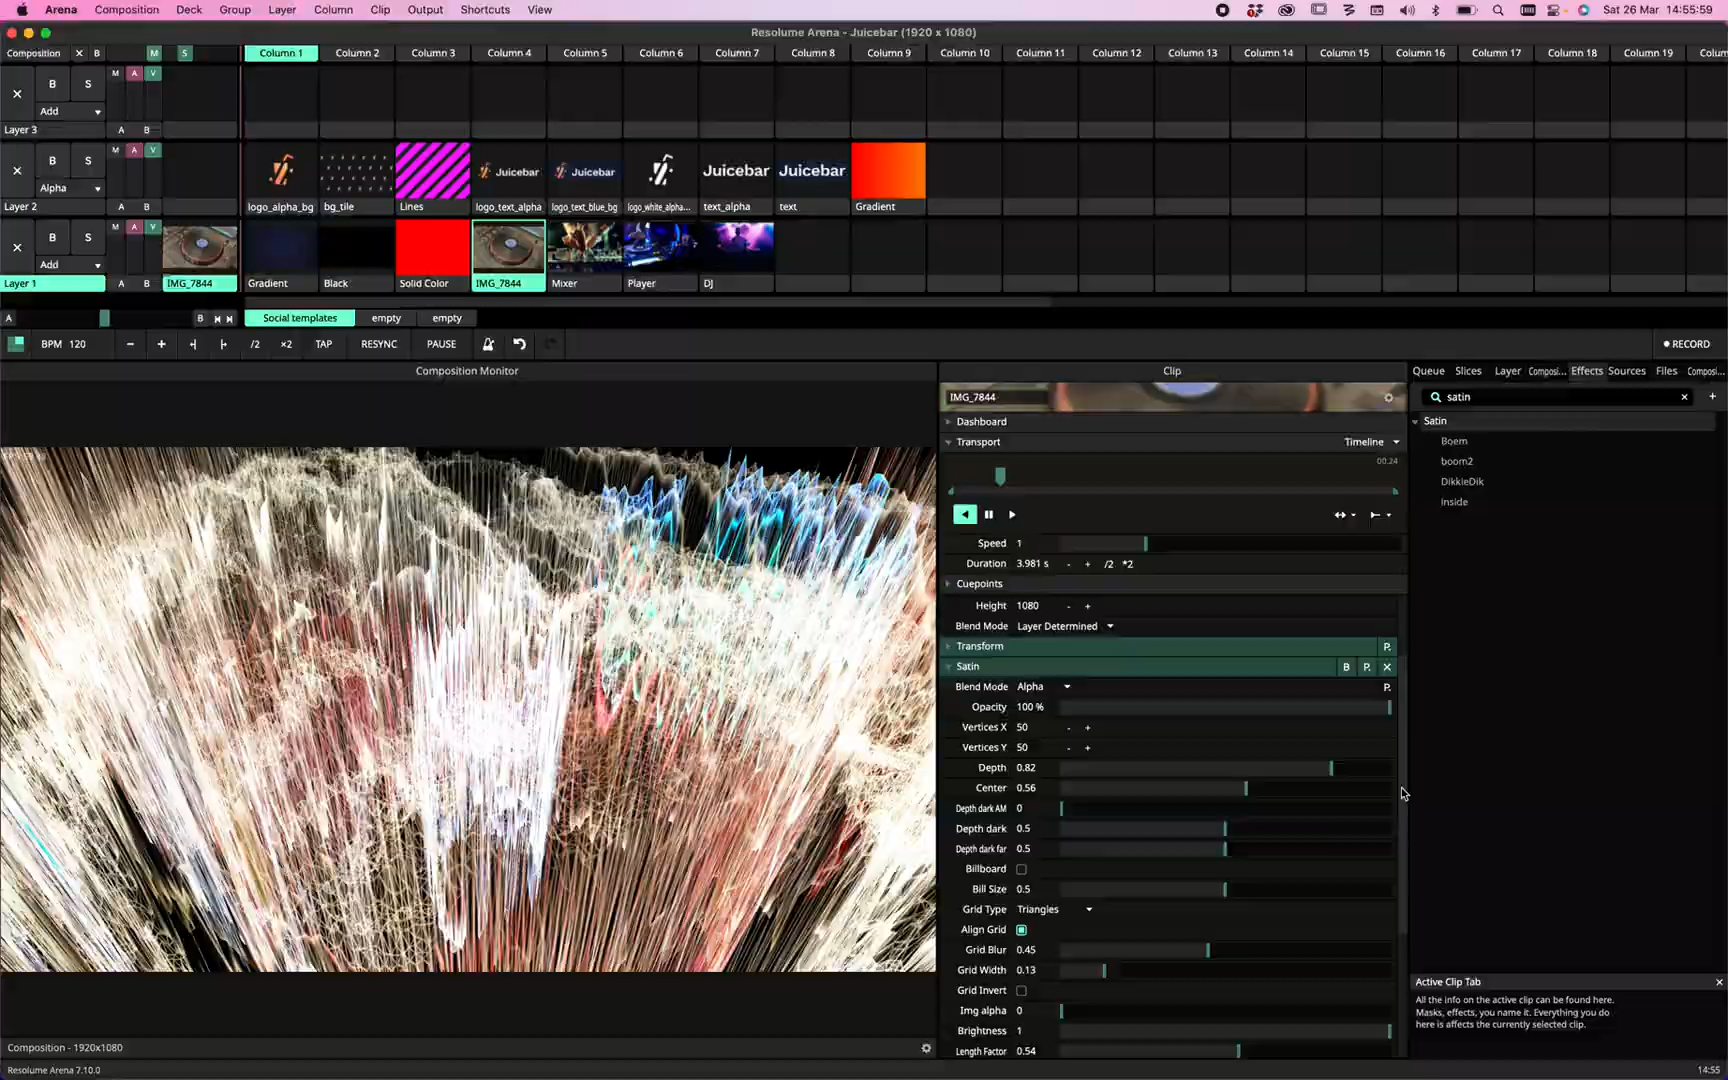 Arena Composition Deck Group Layer Column Clip Output Shortcuts View Sat 26 Mar 14:55:59
Resolume Arena - Juicebar (1920 x 1080)
Composition ✕ B M S Column 1 Column 2 Column 3 Column 4 Column 5 Column 6 Column 7 Column 8 Column 9 Column 10 Column 11 Column 12 Column 13 Column 14 Column 15 Column 16 Column 17 Column 18 Column 19
M A V
B S
Add
Layer 3 A B
M A V
B S
Juicebar Juicebar Juicebar Juicebar
Alpha
Layer 2 A B logo_alpha_bg bg_tile Lines logo_text_alpha logo_text_blue_bg logo_white_alpha... text_alpha text Gradient
M A V
B S
Add
Layer 1 A B IMG_7844 Gradient Black Solid Color IMG_7844 Mixer Player DJ
A B Social templates empty empty
BPM 120 - + /2 ×2 TAP RESYNC PAUSE RECORD
Composition Monitor Clip Queue Slices Layer Composi... Effects Sources Files Composi...
IMG_7844 satin
Dashboard Satin
Transport Timeline Boem
00.24 boom2
DikkieDik
Inside
Speed 1
Duration 3.981 s - + /2 *2
Cuepoints
Height 1080 - +
Blend Mode Layer Determined
Transform P.
Satin B P. ✕
Blend Mode Alpha P.
Opacity 100 %
Vertices X 50 - +
Vertices Y 50 - +
Depth 0.82
Center 0.56
Depth dark AM 0
Depth dark 0.5
Depth dark far 0.5
Billboard
Bill Size 0.5
Grid Type Triangles
Align Grid
Grid Blur 0.45
Grid Width 0.13
Grid Invert
Img alpha 0
Brightness 1
Length Factor 0.54
Active Clip Tab ✕
All the info on the active clip can be found here.
Masks, effects, you name it. Everything you do
here is affects the currently selected clip.
Composition - 1920x1080
Resolume Arena 7.10.0 14:55